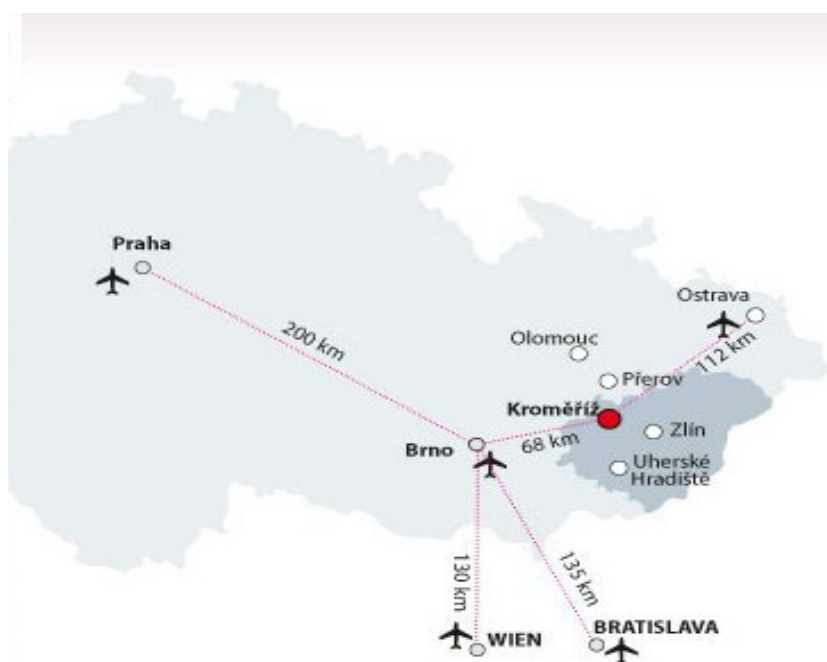 Praha
200 km
Ostrava
112 km
Olomouc
Přerov
Kroměříž
Brno
68 km
Zlín
Uherské
Hradiště
130 km
135 km
WIEN
BRATISLAVA